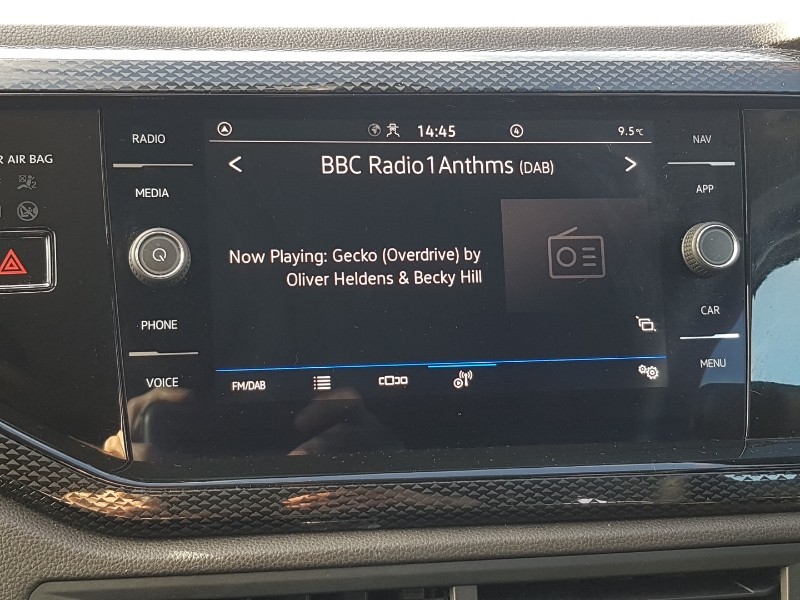 RADIO
R AIR BAG
MEDIA
PHONE
VOICE
14:45
4
9.5°C
BBC Radio1Anthms (DAB)
Now Playing: Gecko (Overdrive) by
Oliver Heldens & Becky Hill
FM/DAB
NAV
APP
CAR
MENU